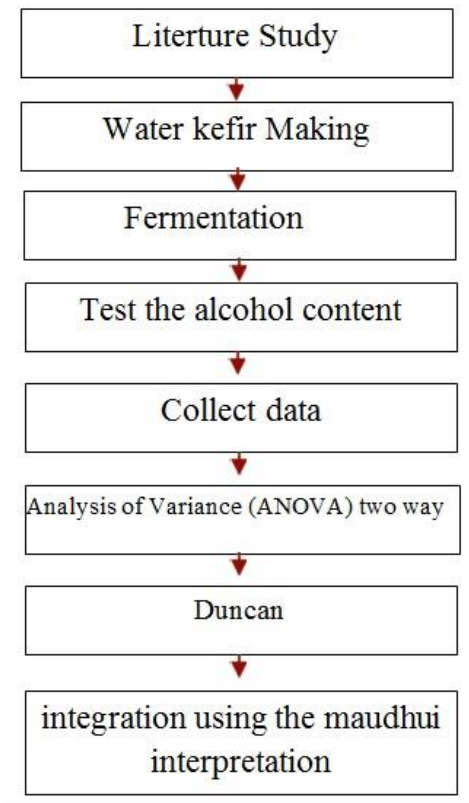 Literture Study
Water kefir Making
Fermentation
Test the alcohol content
Collect data
Analysis of Variance (ANOVA) two way
Duncan
integration using the maudhui
interpretation